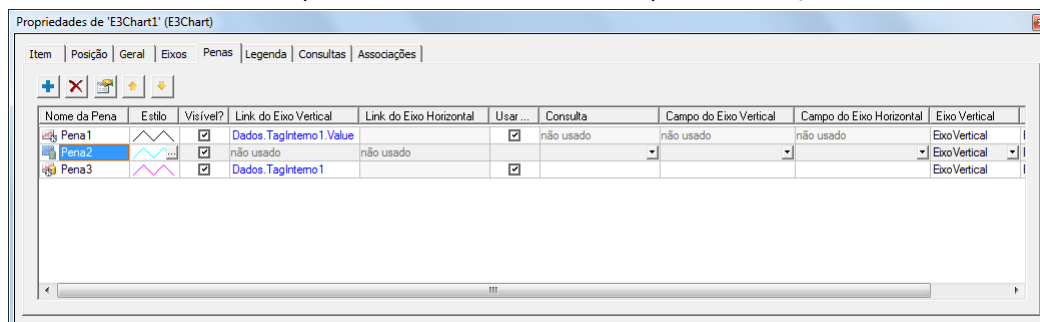 Propriedades de 'E3Chart1' (E3Chart)
Item Posição Geral Eixos Penas Legenda Consultas Associações
Nome da Pena Estilo Visível? Link do Eixo Vertical Link do Eixo Horizontal Usar ... Consulta Campo do Eixo Vertical Campo do Eixo Horizontal Eixo Vertical
Pena1 Dados.TagInterno1.Value não usado não usado não usado EixoVertical
Pena2 ... não usado não usado EixoVertical
Pena3 Dados.TagInterno1 EixoVertical